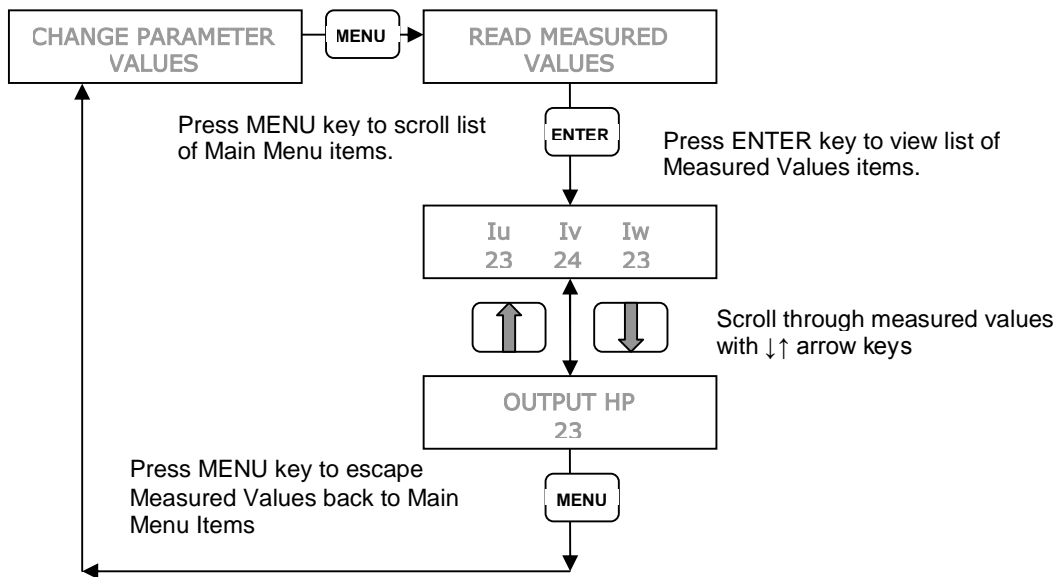 CHANGE PARAMETER
VALUES
MENU
READ MEASURED
VALUES
Press MENU key to scroll list
of Main Menu items.
ENTER
Press ENTER key to view list of
Measured Values items.
Iu Iv Iw
23 24 23
Scroll through measured values
with ↓↑ arrow keys
OUTPUT HP
23
Press MENU key to escape
Measured Values back to Main
Menu Items
MENU